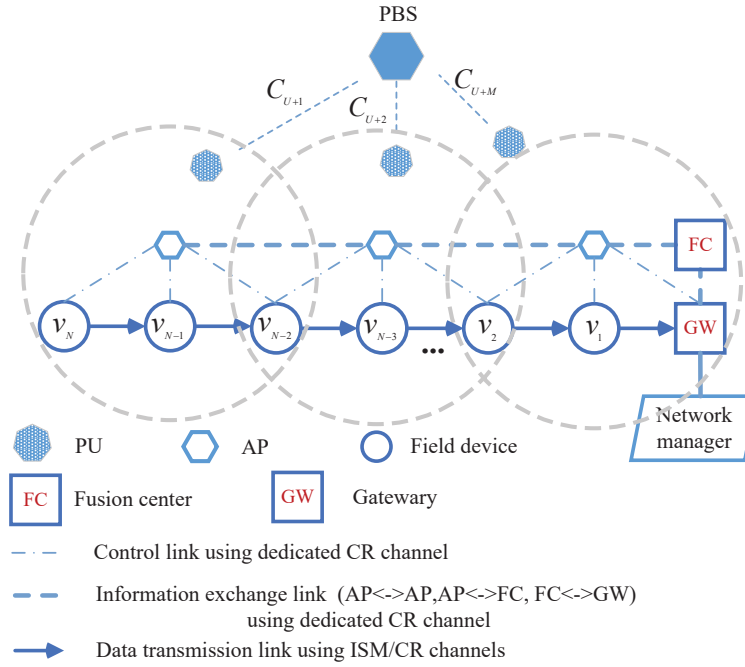 PBS
C_{U+1}
C_{U+2}
C_{U+M}
FC
v_N
v_{N-1}
v_{N-2}
v_{N-3}
...
v_2
v_1
GW
Network
manager
PU
AP
Field device
FC
Fusion center
GW
Gatewary
Control link using dedicated CR channel
Information exchange link (AP<->AP,AP<->FC, FC<->GW)
using dedicated CR channel
Data transmission link using ISM/CR channels